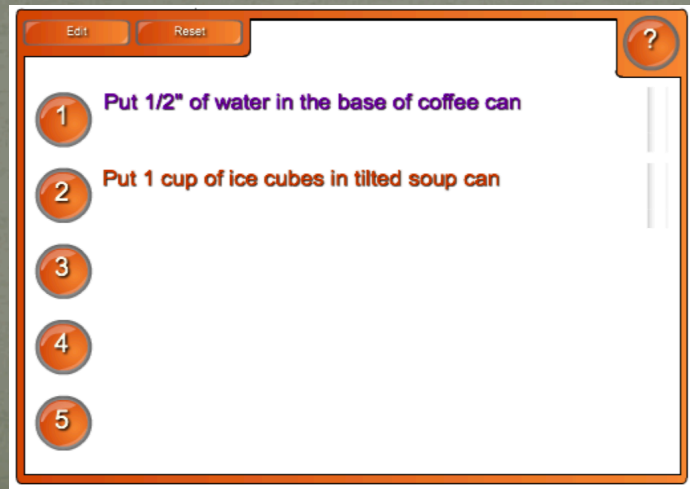 Edit
Reset
?
1
Put 1/2" of water in the base of coffee can
2
Put 1 cup of ice cubes in tilted soup can
3
4
5